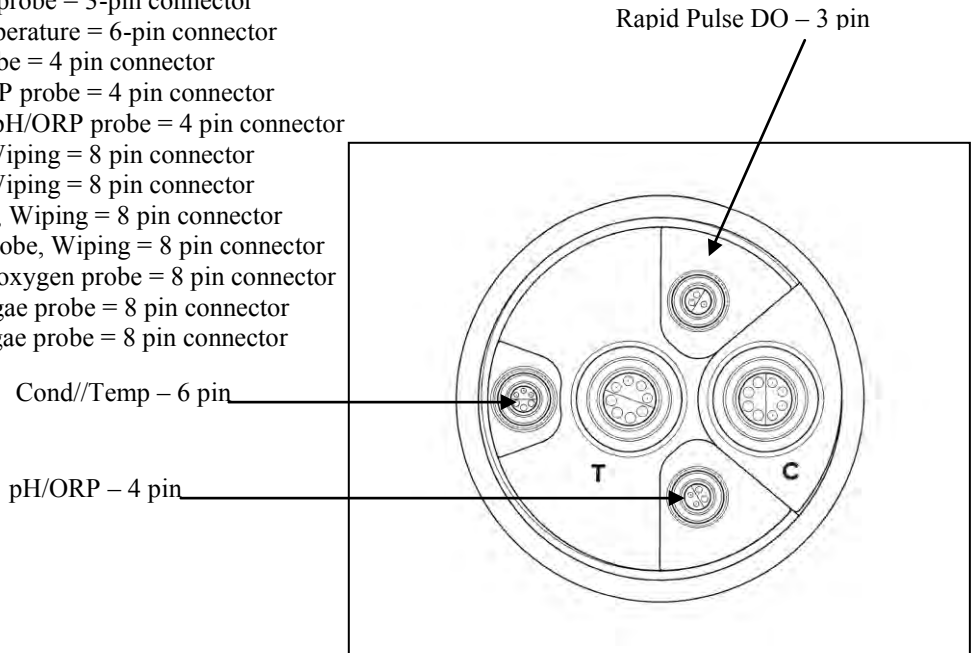 probe – 3-pin connector
perature = 6-pin connector
be = 4 pin connector
P probe = 4 pin connector
pH/ORP probe = 4 pin connector
Wiping = 8 pin connector
Wiping = 8 pin connector
, Wiping = 8 pin connector
obe, Wiping = 8 pin connector
oxygen probe = 8 pin connector
gae probe = 8 pin connector
gae probe = 8 pin connector
Rapid Pulse DO – 3 pin
Cond//Temp – 6 pin
T
C
pH/ORP – 4 pin